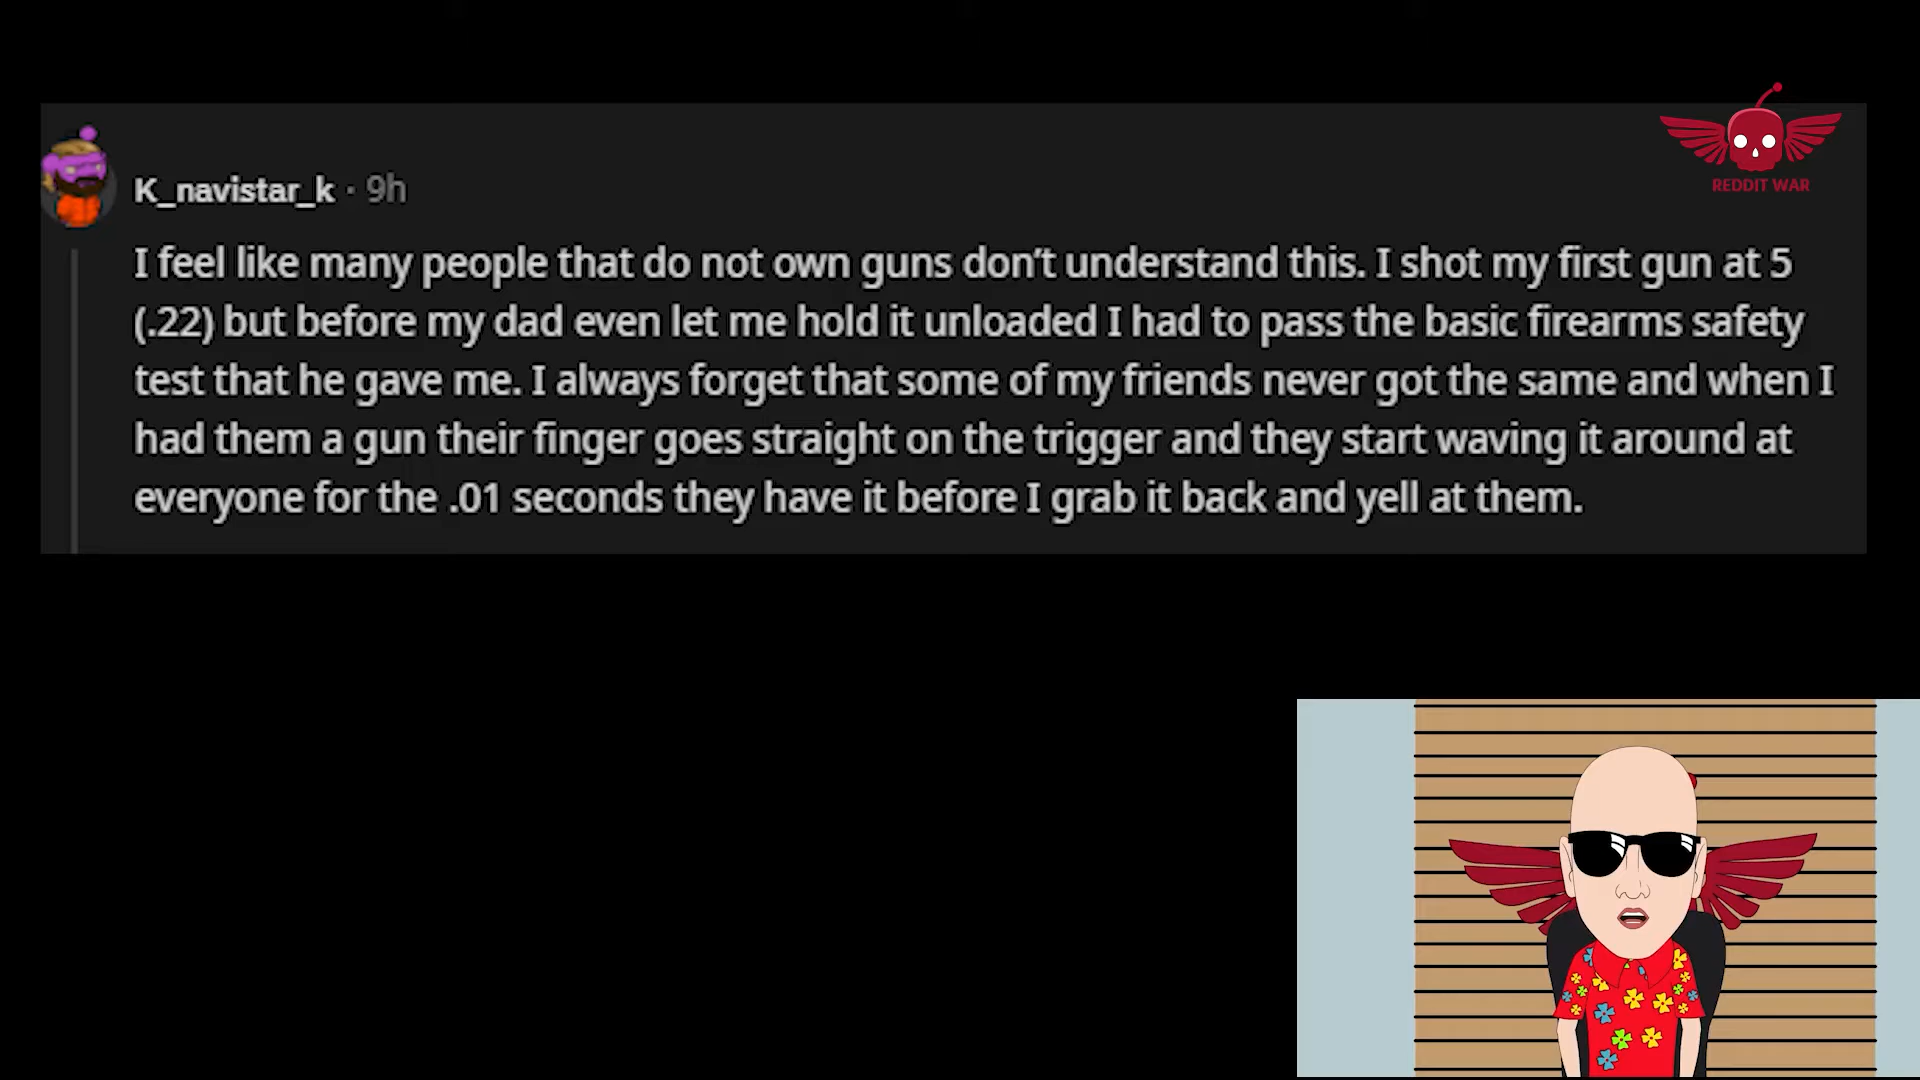 REDDIT WAR
K_navistar_k · 9h
I feel like many people that do not own guns don’t understand this. I shot my first gun at 5
(.22) but before my dad even let me hold it unloaded I had to pass the basic firearms safety
test that he gave me. I always forget that some of my friends never got the same and when I
had them a gun their finger goes straight on the trigger and they start waving it around at
everyone for the .01 seconds they have it before I grab it back and yell at them.